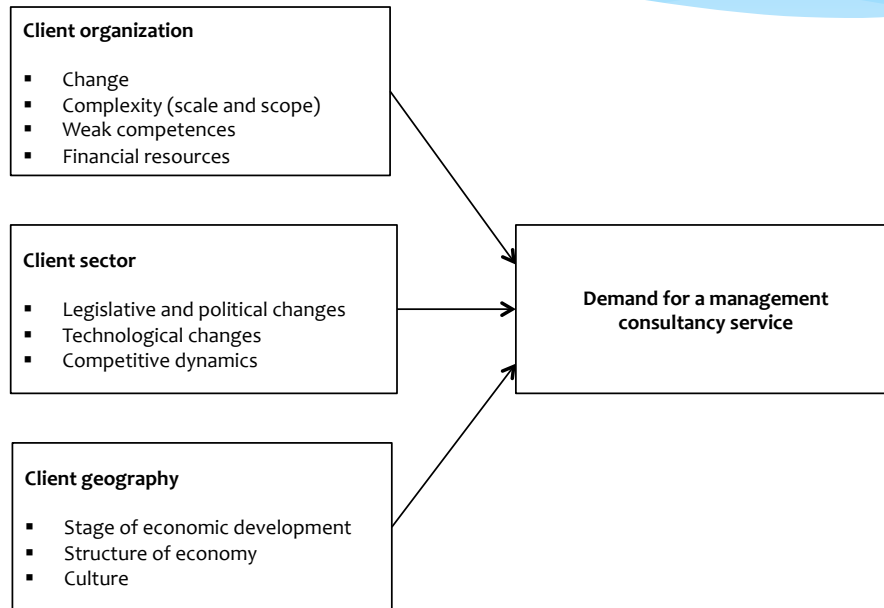 Client organization
▪ Change
▪ Complexity (scale and scope)
▪ Weak competences
▪ Financial resources
Client sector
▪ Legislative and political changes
▪ Technological changes
▪ Competitive dynamics
Demand for a management
consultancy service
Client geography
▪ Stage of economic development
▪ Structure of economy
▪ Culture